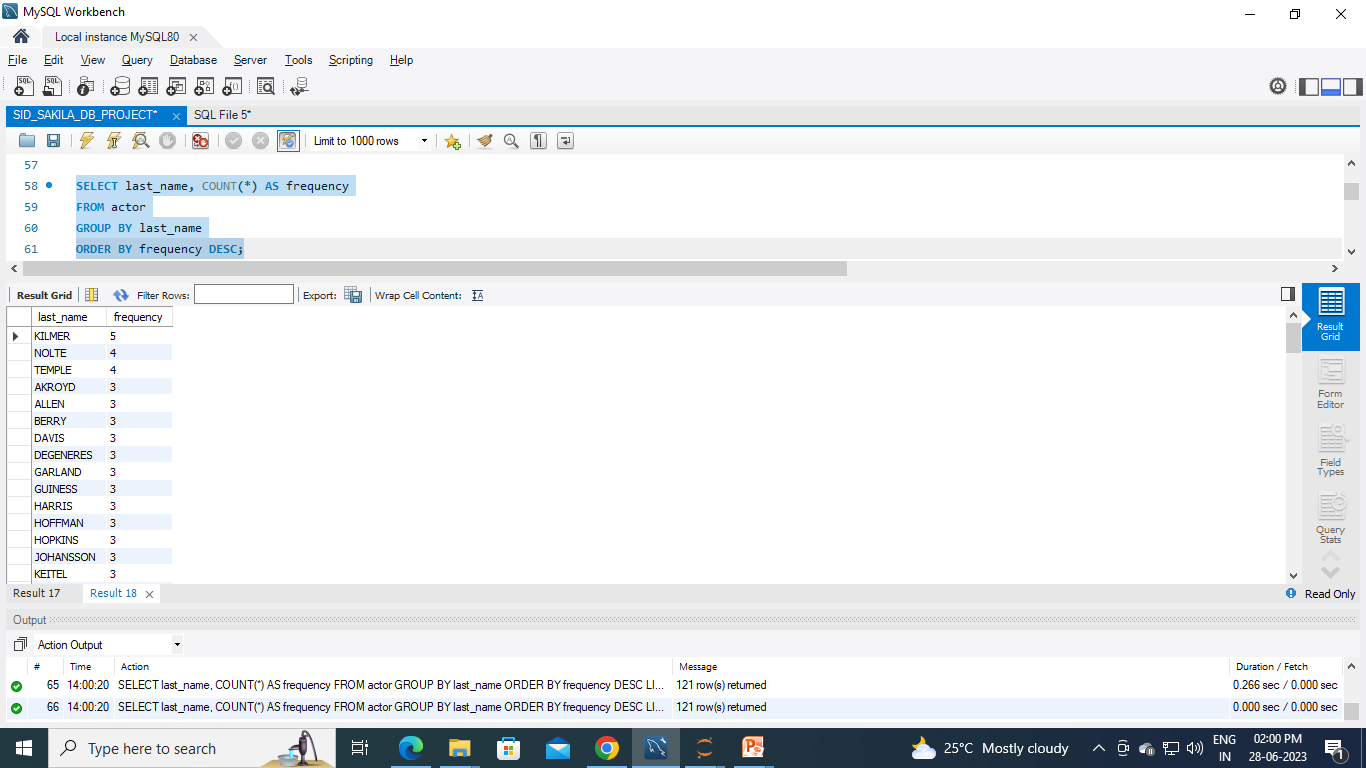 MySQL Workbench
Local instance MySQL80
File Edit View Query Database Server Tools Scripting Help
SID_SAKILA_DB_PROJECT* SQL File 5*
Limit to 1000 rows
57
58 SELECT last_name, COUNT(*) AS frequency
59 FROM actor
60 GROUP BY last_name
61 ORDER BY frequency DESC;
Result Grid Filter Rows: Export: Wrap Cell Content:
last_name frequency
KILMER 5
NOLTE 4
TEMPLE 4
AKROYD 3
ALLEN 3
BERRY 3
DAVIS 3
DEGENERES 3
GARLAND 3
GUINESS 3
HARRIS 3
HOFFMAN 3
HOPKINS 3
JOHANSSON 3
KEITEL 3
Result
Grid
Form
Editor
Field
Types
Query
Stats
Result 17 Result 18 Read Only
Output
Action Output
# Time Action Message Duration / Fetch
65 14:00:20 SELECT last_name, COUNT(*) AS frequency FROM actor GROUP BY last_name ORDER BY frequency DESC LI... 121 row(s) returned 0.266 sec / 0.000 sec
66 14:00:20 SELECT last_name, COUNT(*) AS frequency FROM actor GROUP BY last_name ORDER BY frequency DESC LI... 121 row(s) returned 0.000 sec / 0.000 sec
Type here to search
25°C Mostly cloudy
ENG
IN
02:00 PM
28-06-2023
1